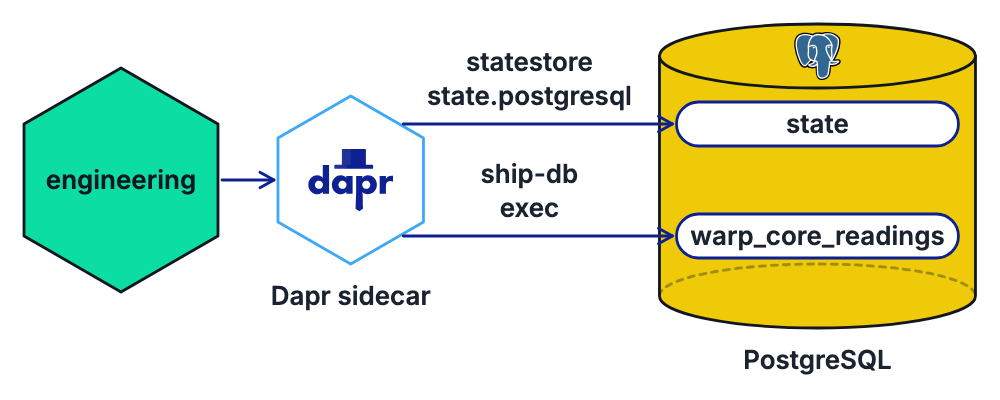 engineering
dapr
Dapr sidecar
statestore
state.postgresql
ship-db
exec
state
warp_core_readings
PostgreSQL